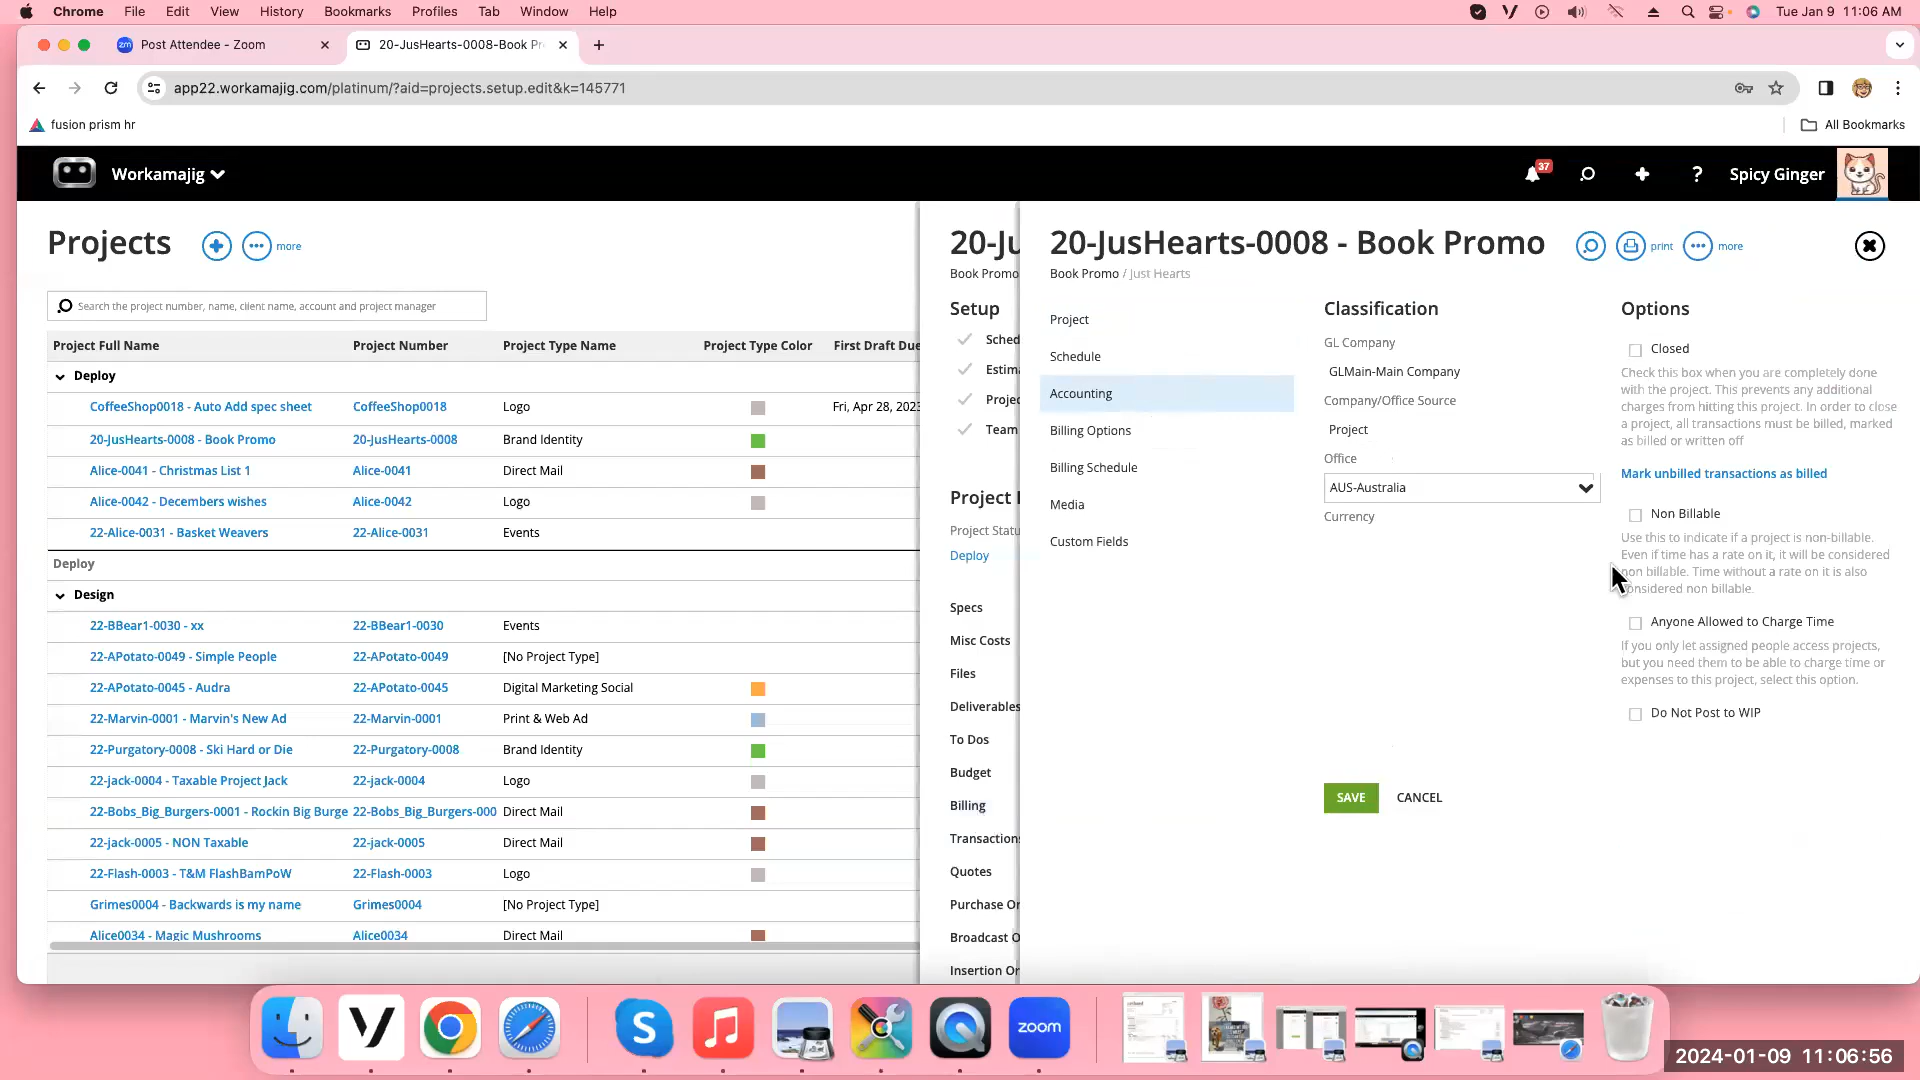 Chrome File Edit View History Bookmarks Profiles Tab Window Help
Tue Jan 9 11:06 AM
zm Post Attendee - Zoom
20-JusHearts-0008-Book Pr
app22.workamajig.com/platinum/?aid=projects.setup.edit&k=145771
fusion prism hr
All Bookmarks
Workamajig
37
?
Spicy Ginger
Projects
more
Search the project number, name, client name, account and project manager
Project Full Name Project Number Project Type Name Project Type Color First Draft Due
Deploy
CoffeeShop0018 - Auto Add spec sheet CoffeeShop0018 Logo Fri, Apr 28, 2023
20-JusHearts-0008 - Book Promo 20-JusHearts-0008 Brand Identity
Alice-0041 - Christmas List 1 Alice-0041 Direct Mail
Alice-0042 - Decembers wishes Alice-0042 Logo
22-Alice-0031 - Basket Weavers 22-Alice-0031 Events
Deploy
Design
22-BBear1-0030 - xx 22-BBear1-0030 Events
22-APotato-0049 - Simple People 22-APotato-0049 [No Project Type]
22-APotato-0045 - Audra 22-APotato-0045 Digital Marketing Social
22-Marvin-0001 - Marvin's New Ad 22-Marvin-0001 Print & Web Ad
22-Purgatory-0008 - Ski Hard or Die 22-Purgatory-0008 Brand Identity
22-jack-0004 - Taxable Project Jack 22-jack-0004 Logo
22-Bobs_Big_Burgers-0001 - Rockin Big Burge 22-Bobs_Big_Burgers-000 Direct Mail
22-jack-0005 - NON Taxable 22-jack-0005 Direct Mail
22-Flash-0003 - T&M FlashBamPoW 22-Flash-0003 Logo
Grimes0004 - Backwards is my name Grimes0004 [No Project Type]
Alice0034 - Magic Mushrooms Alice0034 Direct Mail
20-Ju
Book Promo
Setup
Sched
Estima
Projec
Team
Project I
Project Statu
Deploy
Specs
Misc Costs
Files
Deliverables
To Dos
Budget
Billing
Transactions
Quotes
Purchase Or
Broadcast O
Insertion Or
20-JusHearts-0008 - Book Promo
print
more
Book Promo / Just Hearts
Project
Schedule
Accounting
Billing Options
Billing Schedule
Media
Custom Fields
Classification
GL Company
GLMain-Main Company
Company/Office Source
Project
Office
AUS-Australia
Currency
SAVE CANCEL
Options
Closed
Check this box when you are completely done
with the project. This prevents any additional
charges from hitting this project. In order to close
a project, all transactions must be billed, marked
as billed or written off
Mark unbilled transactions as billed
Non Billable
Use this to indicate if a project is non-billable.
Even if time has a rate on it, it will be considered
non billable. Time without a rate on it is also
considered non billable.
Anyone Allowed to Charge Time
If you only let assigned people access projects,
but you need them to be able to charge time or
expenses to this project, select this option.
Do Not Post to WIP
zoom
2024-01-09 11:06:56